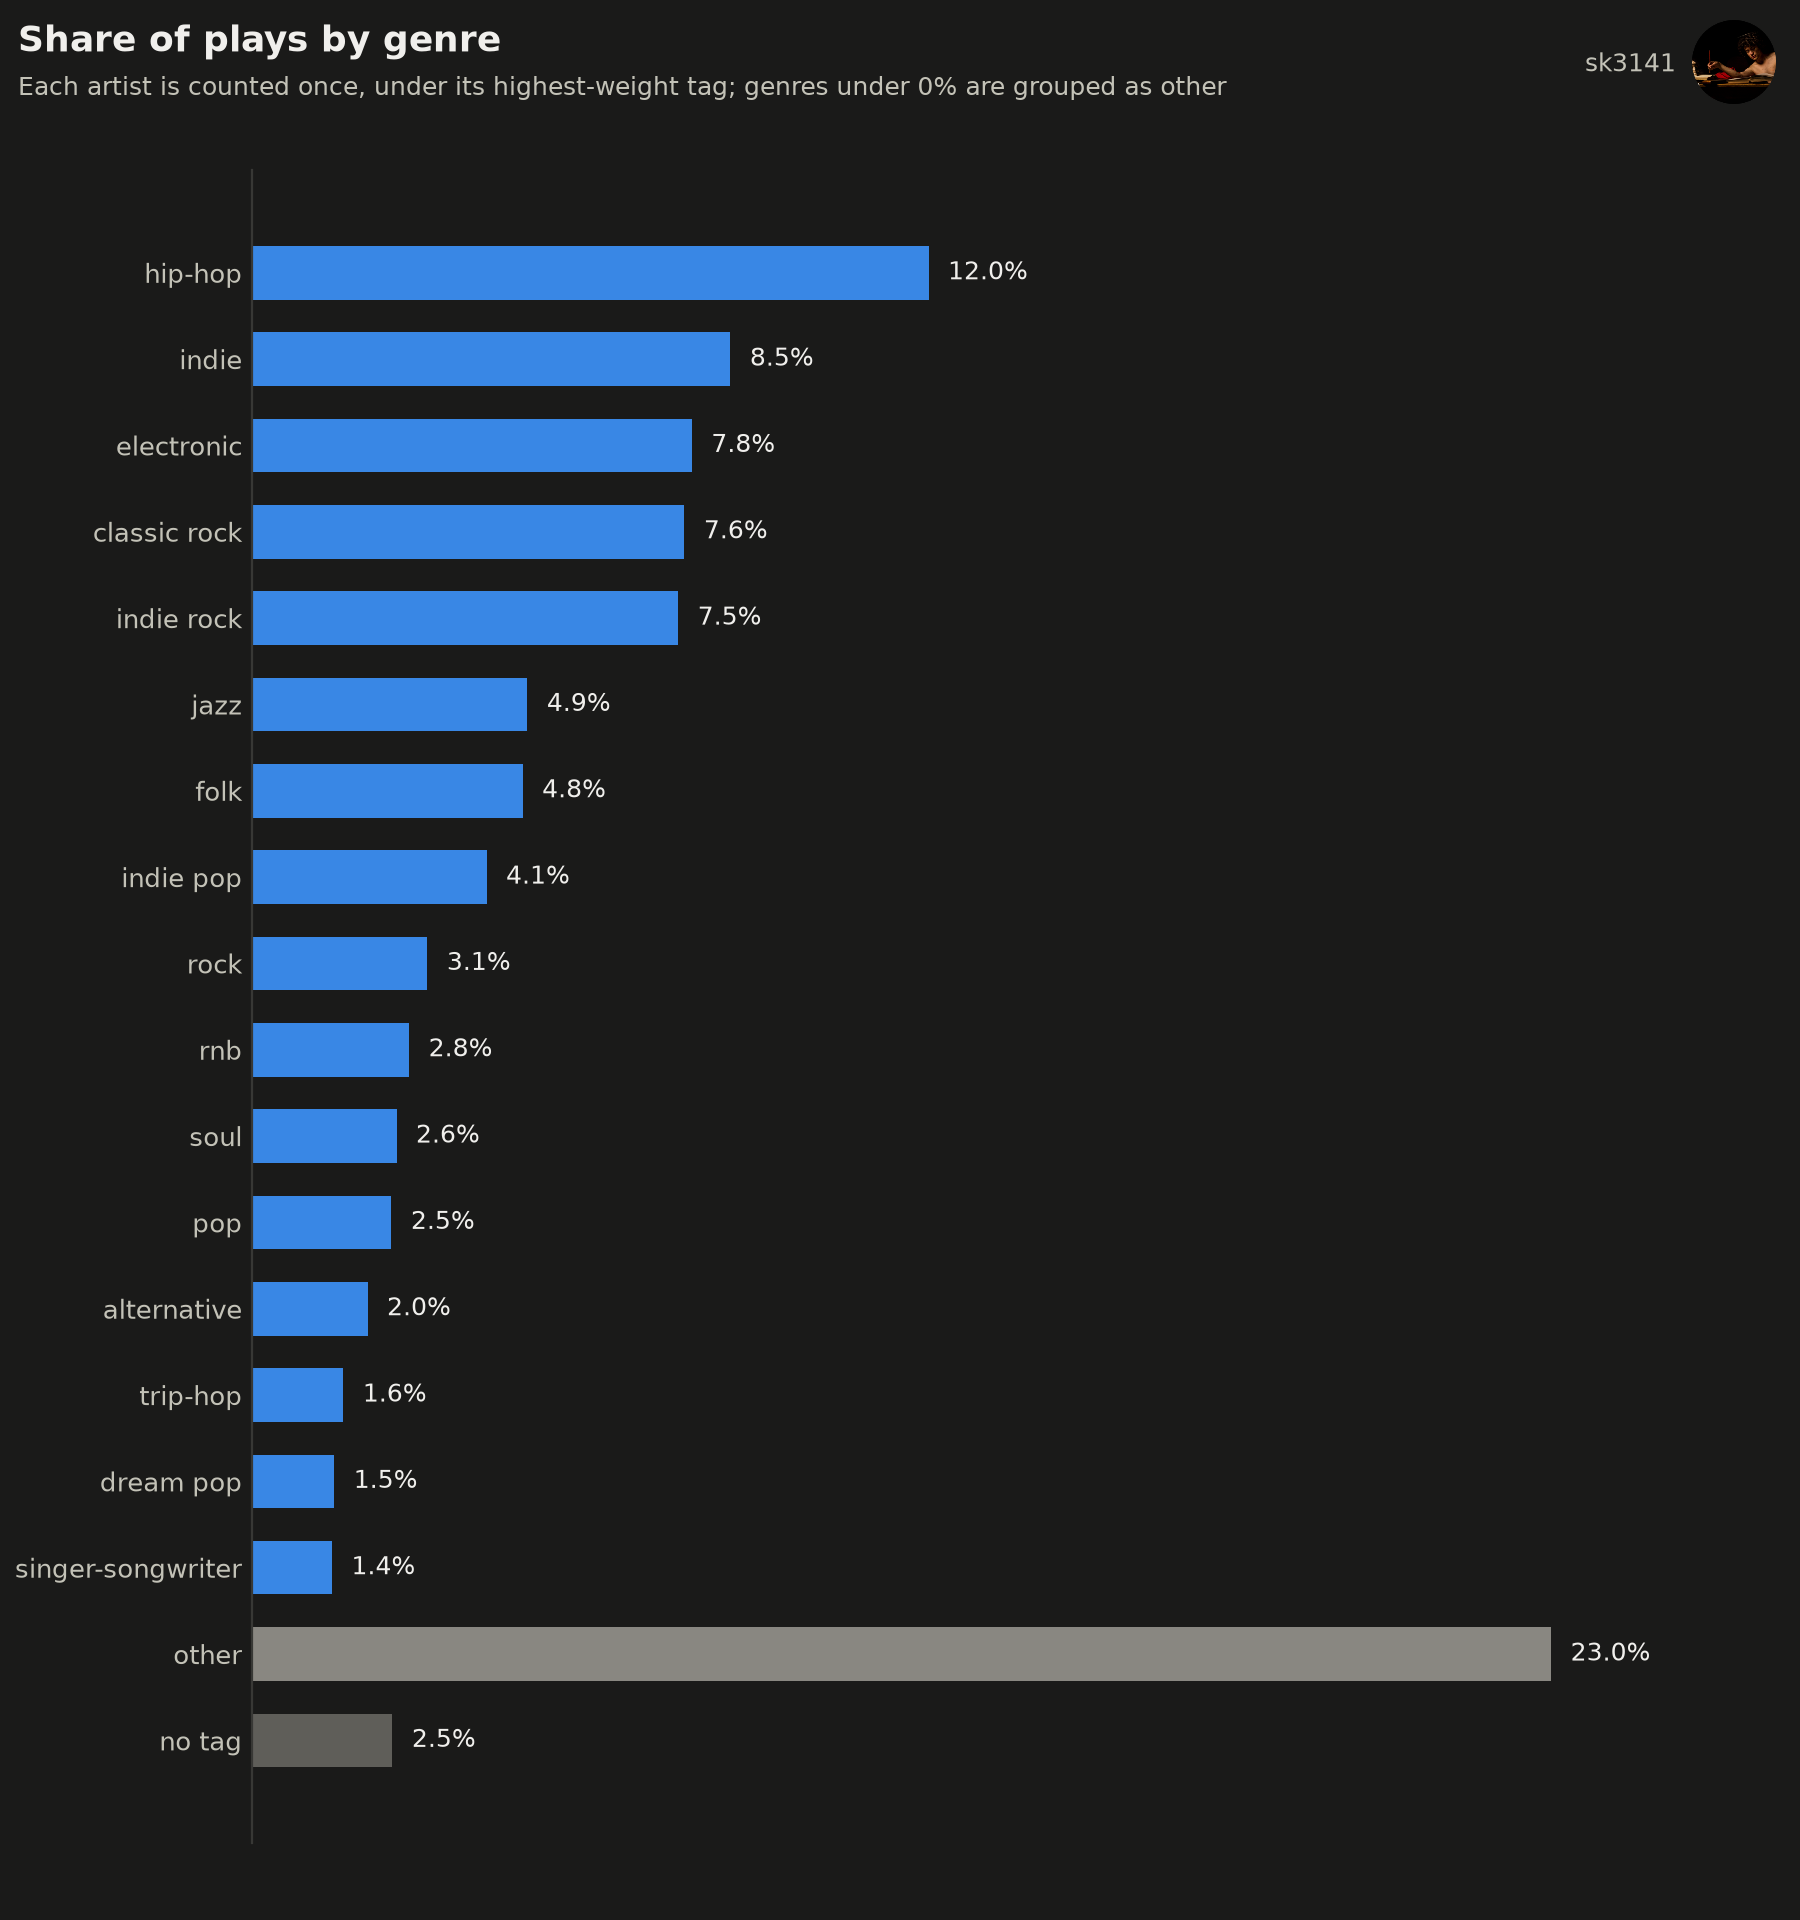 Share of plays by genre
Each artist is counted once, under its highest-weight tag; genres under 0% are grouped as other
sk3141
hip-hop 12.0%
indie 8.5%
electronic 7.8%
classic rock 7.6%
indie rock 7.5%
jazz 4.9%
folk 4.8%
indie pop 4.1%
rock 3.1%
rnb 2.8%
soul 2.6%
pop 2.5%
alternative 2.0%
trip-hop 1.6%
dream pop 1.5%
singer-songwriter 1.4%
other 23.0%
no tag 2.5%